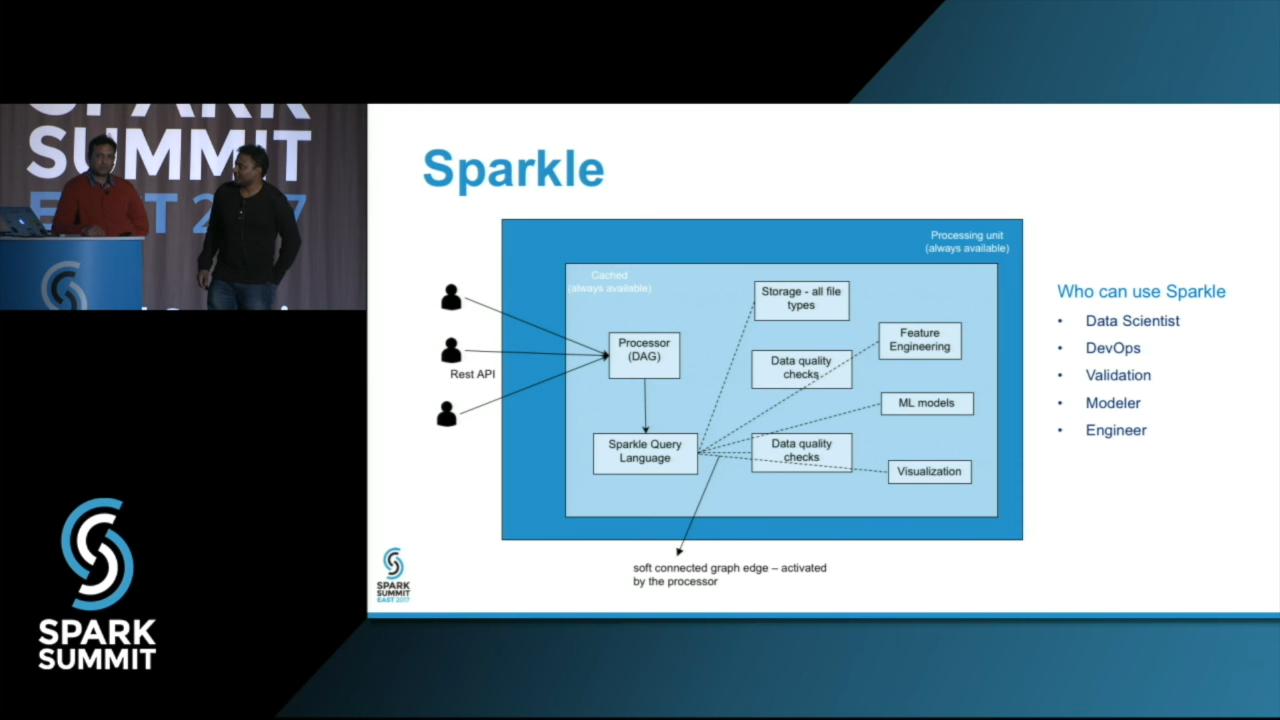 SPARK
SUMMIT
EAST 2017
Sparkle
Processing unit
(always available)
Cached
(always available)
Storage - all file
types
Feature
Engineering
Processor
(DAG)
Data quality
checks
Rest API
ML models
Sparkle Query
Language
Data quality
checks
Visualization
soft connected graph edge – activated
by the processor
Who can use Sparkle
• Data Scientist
• DevOps
• Validation
• Modeler
• Engineer
SPARK
SUMMIT
EAST 2017
SPARK
SUMMIT